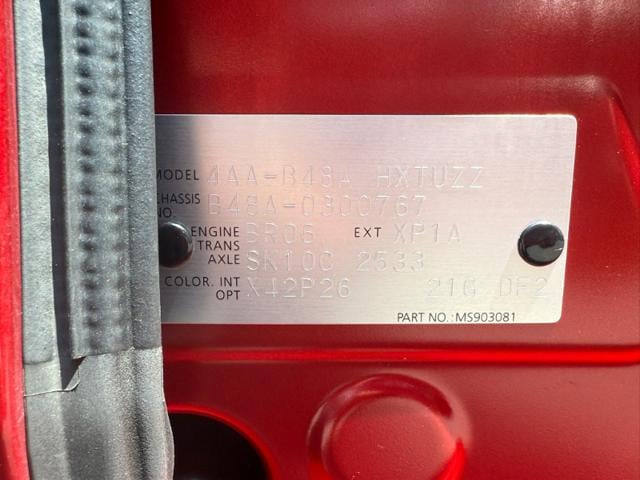 MODEL 4AA-B48A HXTUZZ
CHASSIS NO. B48A-0300767
ENGINE BR06 EXT XP1A
TRANS AXLE SK10C 2533
COLOR. INT OPT X42P26 21G DF2
PART NO.:MS903081